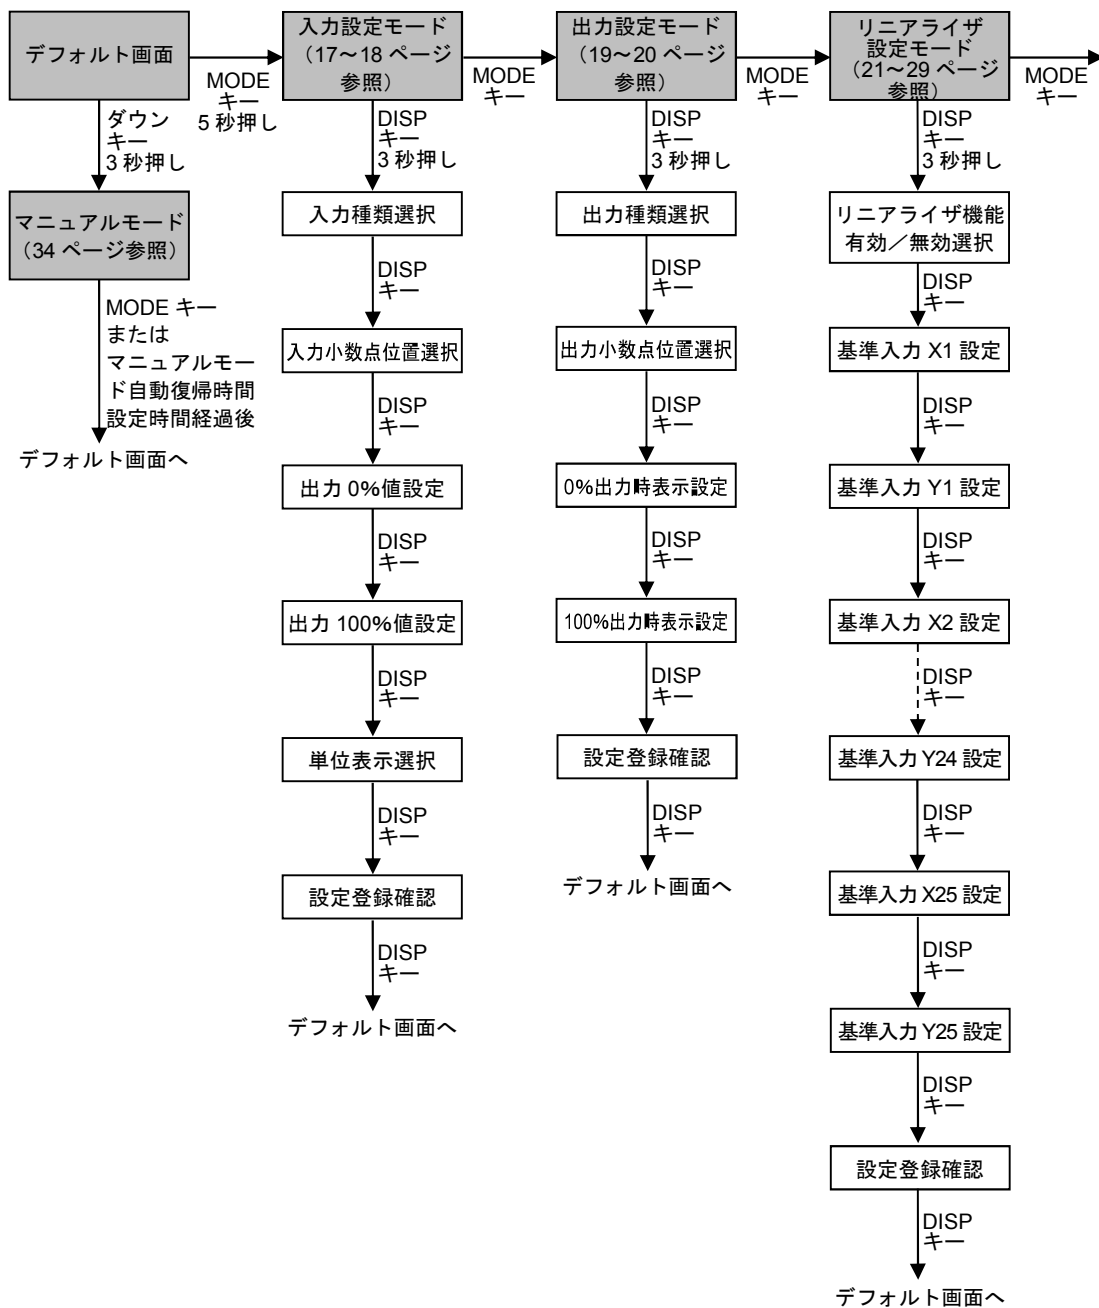 デフォルト画面
MODE
キー
5 秒押し
ダウン
キー
3 秒押し
マニュアルモード
（34 ページ参照）
MODE キー
または
マニュアルモー
ド自動復帰時間
設定時間経過後
デフォルト画面へ
入力設定モード
（17～18 ページ
参照）
MODE
キー
DISP
キー
3 秒押し
入力種類選択
DISP
キー
入力小数点位置選択
DISP
キー
出力 0%値設定
DISP
キー
出力 100%値設定
DISP
キー
単位表示選択
DISP
キー
設定登録確認
DISP
キー
デフォルト画面へ
出力設定モード
（19～20 ページ
参照）
MODE
キー
DISP
キー
3 秒押し
出力種類選択
DISP
キー
出力小数点位置選択
DISP
キー
0%出力時表示設定
DISP
キー
100%出力時表示設定
DISP
キー
設定登録確認
DISP
キー
デフォルト画面へ
リニアライザ
設定モード
（21～29 ページ
参照）
MODE
キー
DISP
キー
3 秒押し
リニアライザ機能
有効／無効選択
DISP
キー
基準入力 X1 設定
DISP
キー
基準入力 Y1 設定
DISP
キー
基準入力 X2 設定
DISP
キー
基準入力 Y24 設定
DISP
キー
基準入力 X25 設定
DISP
キー
基準入力 Y25 設定
DISP
キー
設定登録確認
DISP
キー
デフォルト画面へ